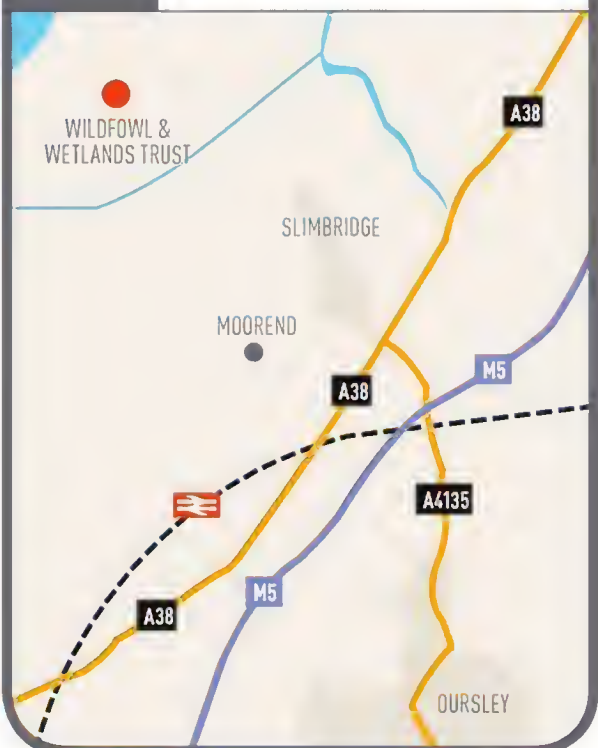 A38
WILDFOWL &
WETLANDS TRUST
SLIMBRIDGE
MOOREND
M5
A38
A4135
M5
A38
OURSLEY